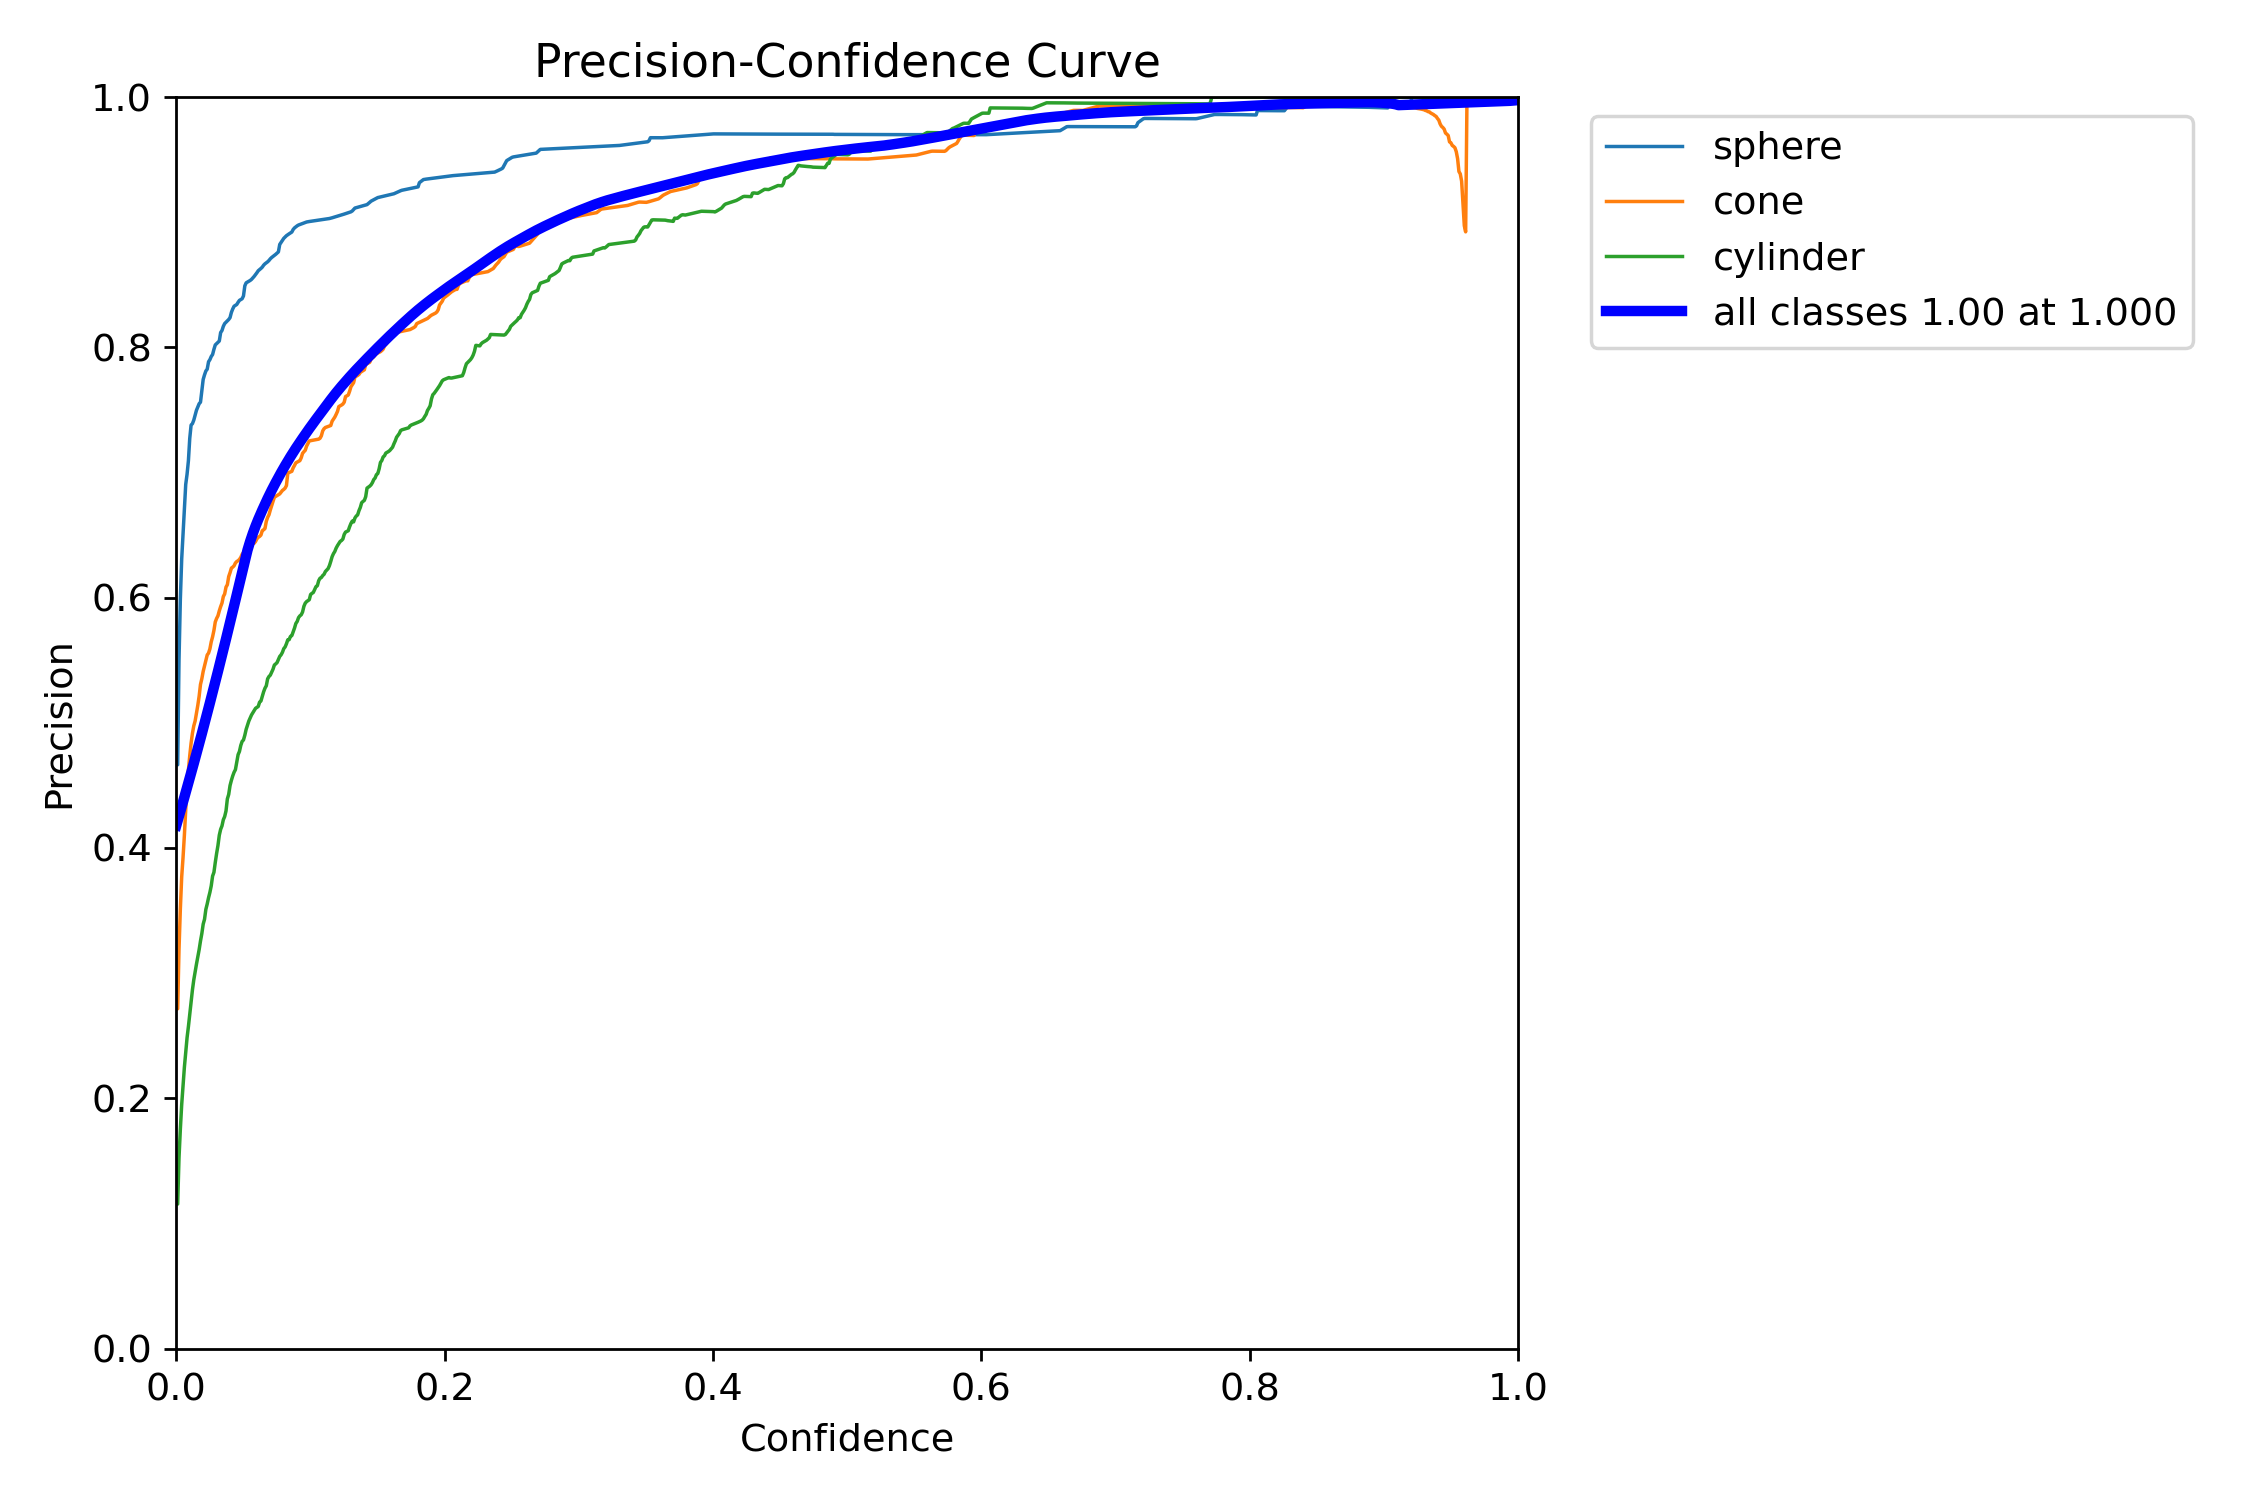 Precision-Confidence Curve
1.0
0.8
0.6
0.4
0.2
0.0
Precision
0.0 0.2 0.4 0.6 0.8 1.0
Confidence
sphere
cone
cylinder
all classes 1.00 at 1.000